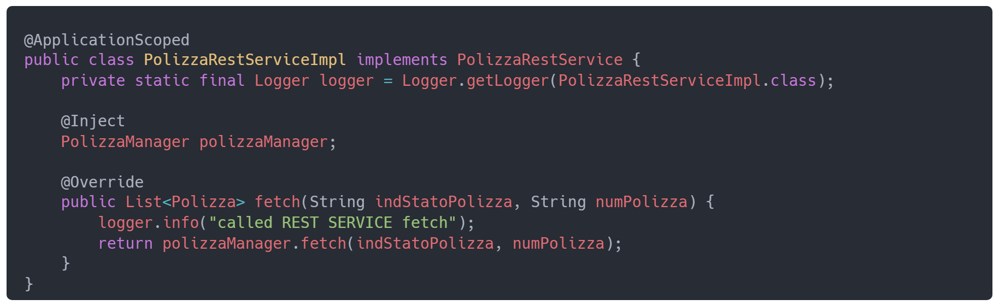 @ApplicationScoped
public class PolizzaRestServiceImpl implements PolizzaRestService {
    private static final Logger logger = Logger.getLogger(PolizzaRestServiceImpl.class);

    @Inject
    PolizzaManager polizzaManager;

    @Override
    public List<Polizza> fetch(String indStatoPolizza, String numPolizza) {
        logger.info("called REST SERVICE fetch");
        return polizzaManager.fetch(indStatoPolizza, numPolizza);
    }
}